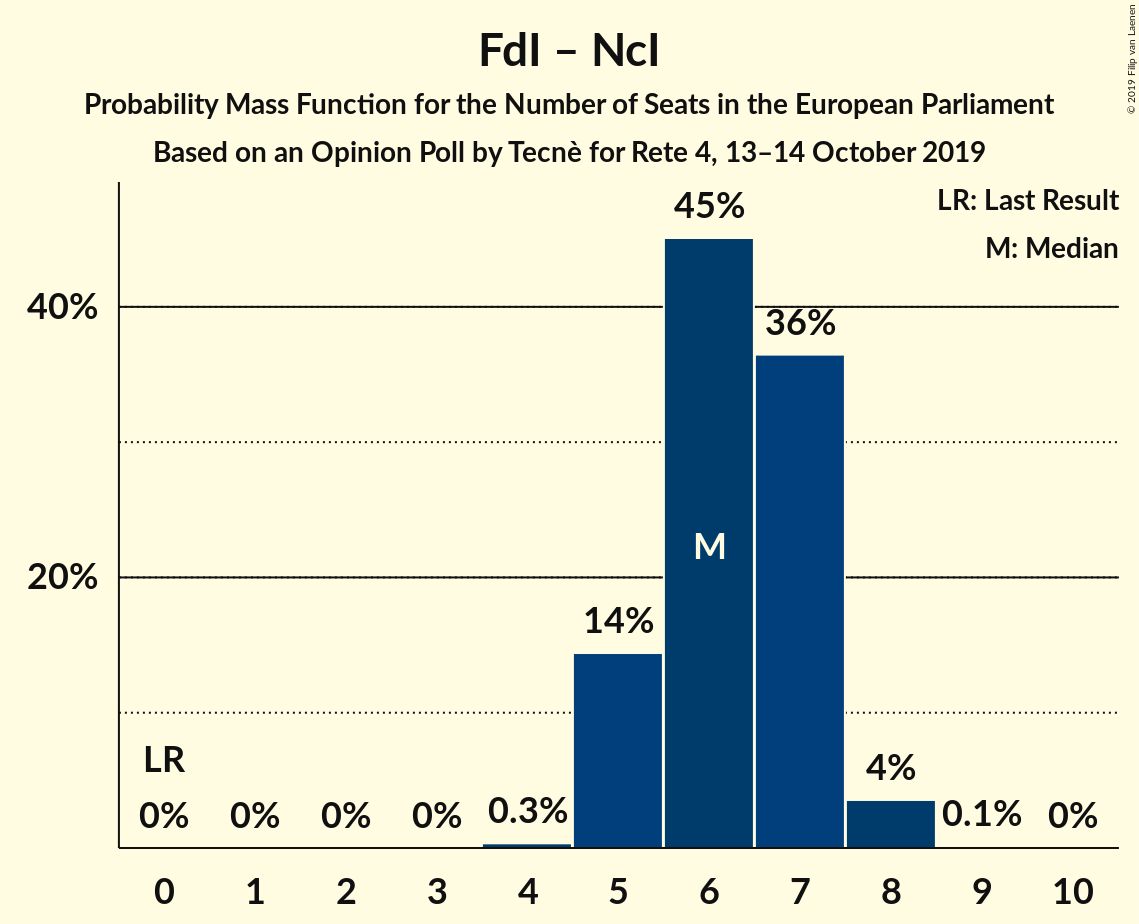 FdI – NcI
Probability Mass Function for the Number of Seats in the European Parliament
Based on an Opinion Poll by Tecnè for Rete 4, 13–14 October 2019
© 2019 Filip van Laenen
LR: Last Result
M: Median
45%
40%
36%
M
20%
14%
LR
4%
0% 0% 0% 0% 0.3% 0.1% 0%
0 1 2 3 4 5 6 7 8 9 10